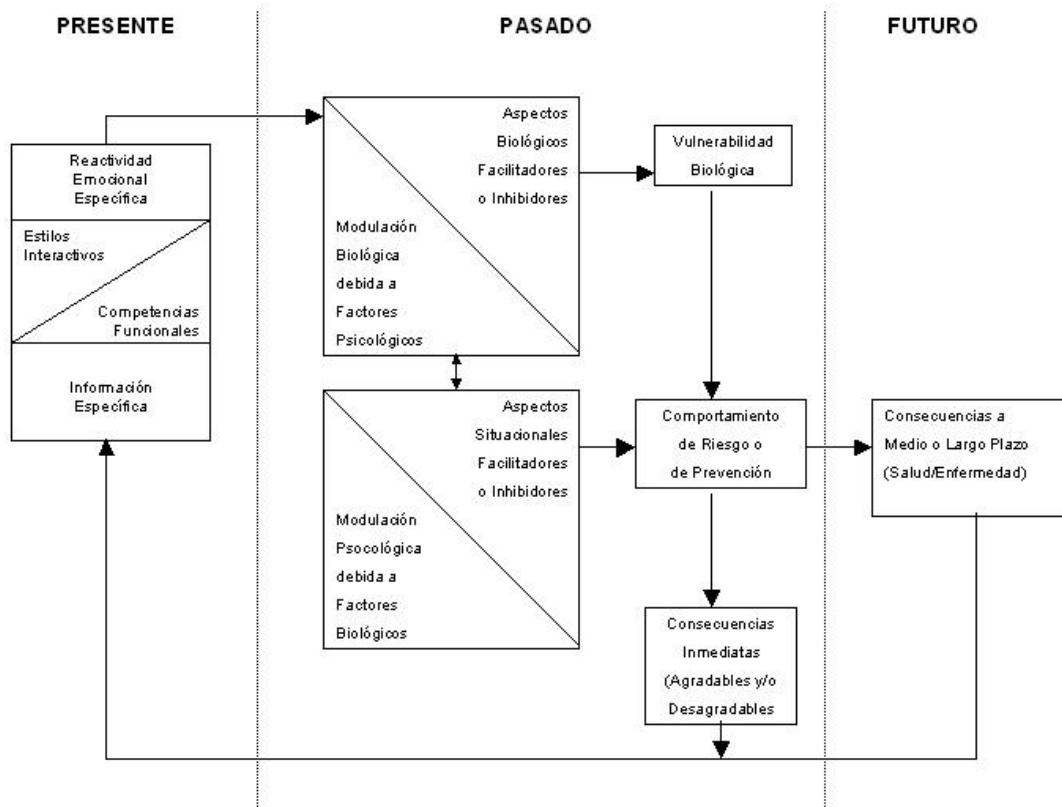 PRESENTE
PASADO
FUTURO
Reactividad
Emocional
Específica
Estilos
Interactivos
Competencias
Funcionales
Información
Específica
Aspectos
Biológicos
Facilitadores
o Inhibidores
Modulación
Biológica
debida a
Factores
Psicológicos
Aspectos
Situacionales
Facilitadores
o Inhibidores
Modulación
Psocológica
debida a
Factores
Biológicos
Vulnerabilidad
Biológica
Comportamiento
de Riesgo o
de Prevención
Consecuencias
Inmediatas
(Agradables y/o
Desagradables
Consecuencias a
Medio o Largo Plazo
(Salud/Enfermedad)